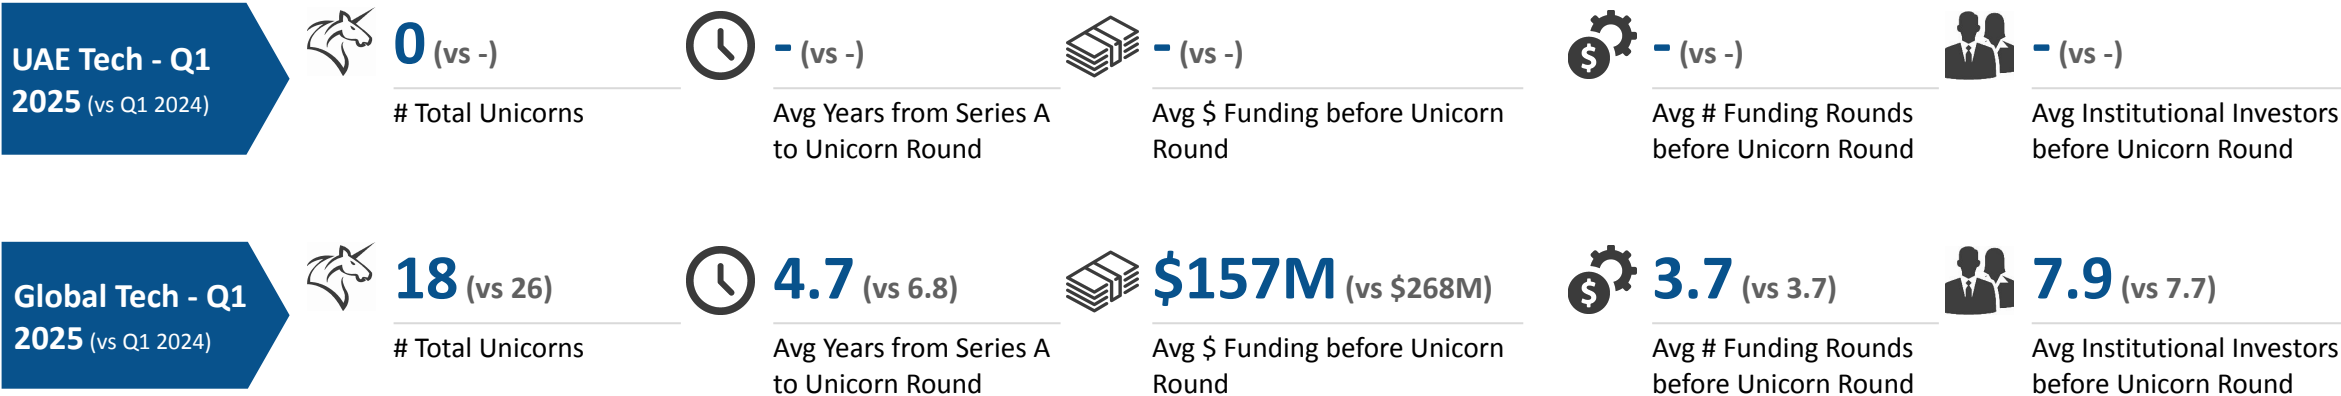 UAE Tech - Q1
2025 (vs Q1 2024)
0 (vs -)
# Total Unicorns
- (vs -)
Avg Years from Series A
to Unicorn Round
- (vs -)
Avg $ Funding before Unicorn
Round
- (vs -)
Avg # Funding Rounds
before Unicorn Round
- (vs -)
Avg Institutional Investors
before Unicorn Round
Global Tech - Q1
2025 (vs Q1 2024)
18 (vs 26)
# Total Unicorns
4.7 (vs 6.8)
Avg Years from Series A
to Unicorn Round
$157M (vs $268M)
Avg $ Funding before Unicorn
Round
3.7 (vs 3.7)
Avg # Funding Rounds
before Unicorn Round
7.9 (vs 7.7)
Avg Institutional Investors
before Unicorn Round